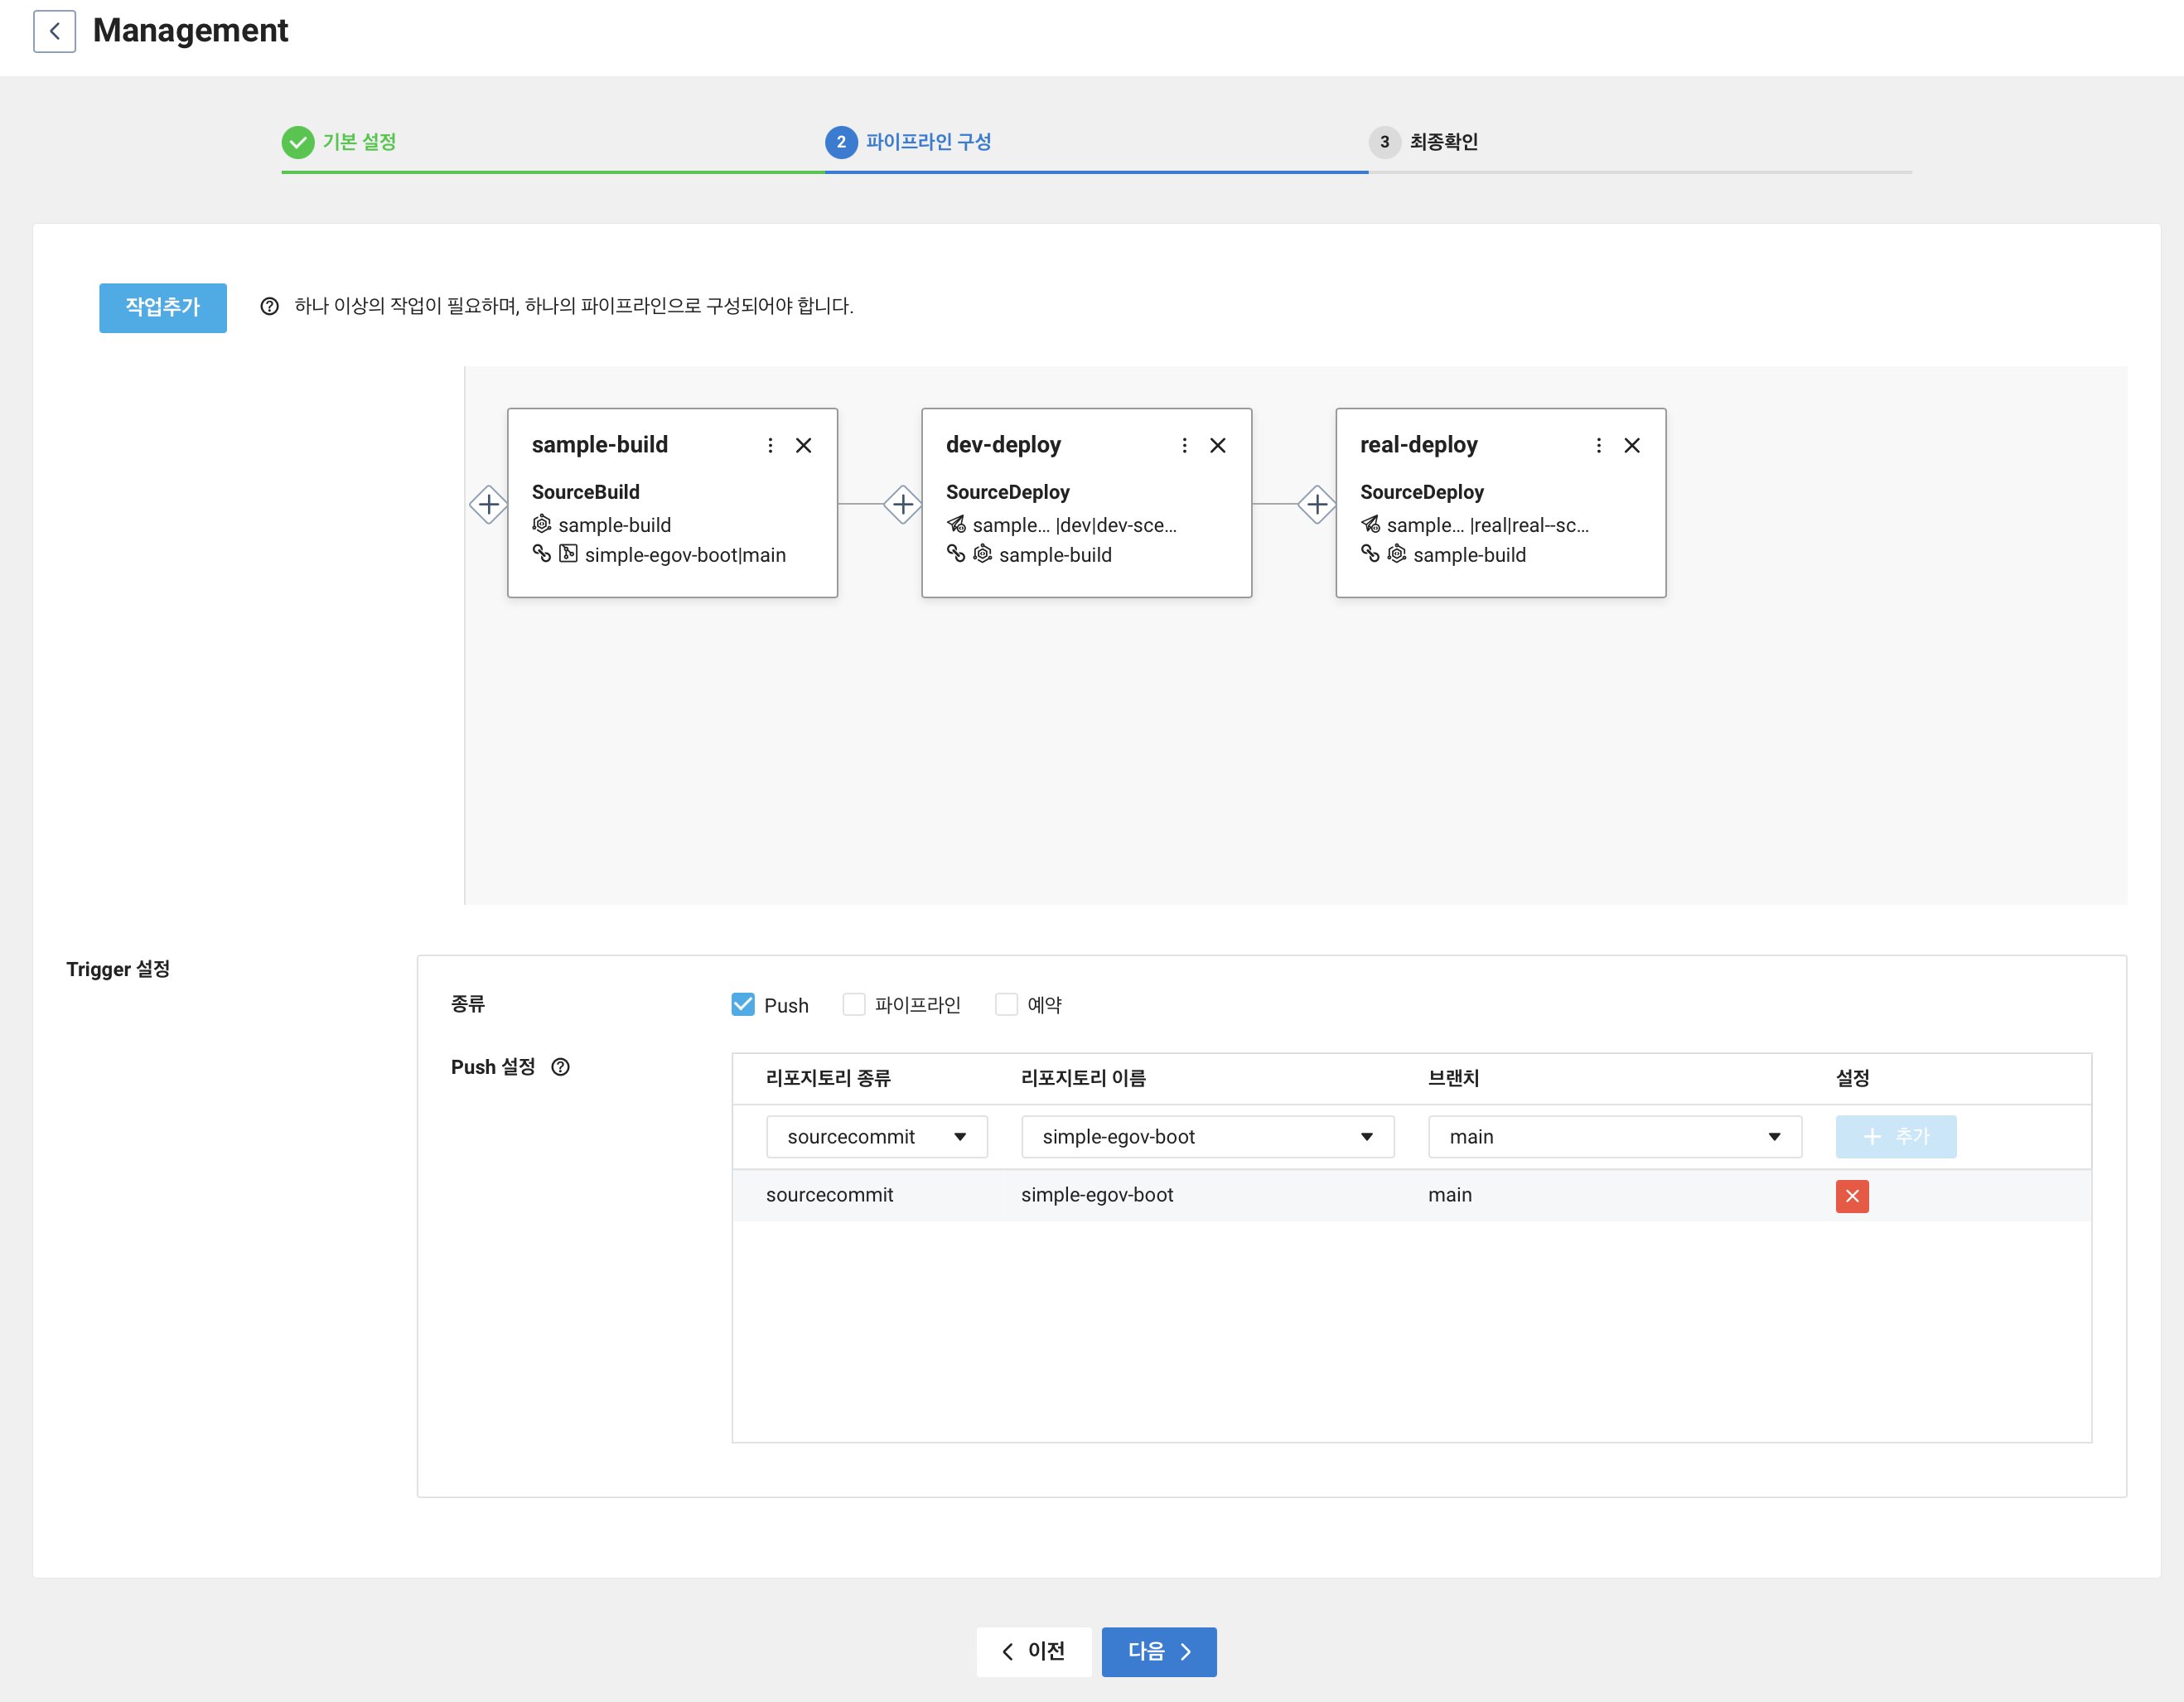 Management
기본 설정
2 파이프라인 구성
3 최종확인
작업추가
하나 이상의 작업이 필요하며, 하나의 파이프라인으로 구성되어야 합니다.
sample-build
SourceBuild
sample-build
simple-egov-boot|main
dev-deploy
SourceDeploy
sample... |dev|dev-sce...
sample-build
real-deploy
SourceDeploy
sample... |real|real--sc...
sample-build
Trigger 설정
종류 Push 파이프라인 예약
Push 설정
리포지토리 종류 리포지토리 이름 브랜치 설정
sourcecommit simple-egov-boot main + 추가
sourcecommit simple-egov-boot main
이전 다음